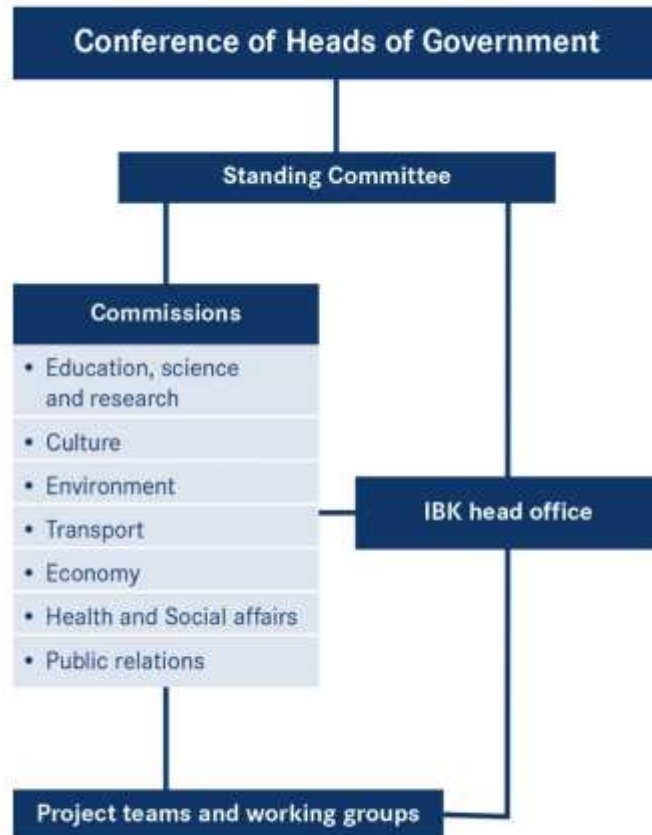 Conference of Heads of Government
Standing Committee
Commissions
• Education, science
and research
• Culture
• Environment
• Transport
• Economy
• Health and Social affairs
• Public relations
IBK head office
Project teams and working groups